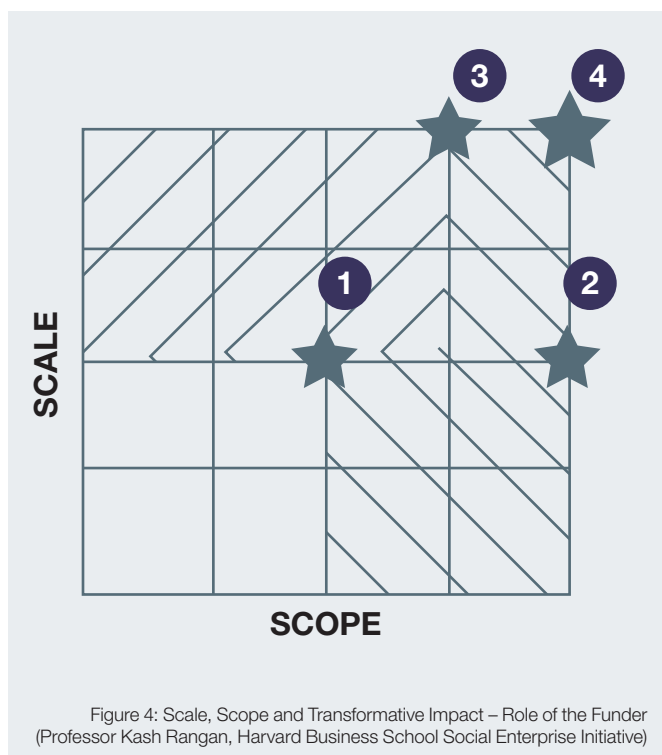 3
4
1
2
SCALE
SCOPE
Figure 4: Scale, Scope and Transformative Impact – Role of the Funder
(Professor Kash Rangan, Harvard Business School Social Enterprise Initiative)